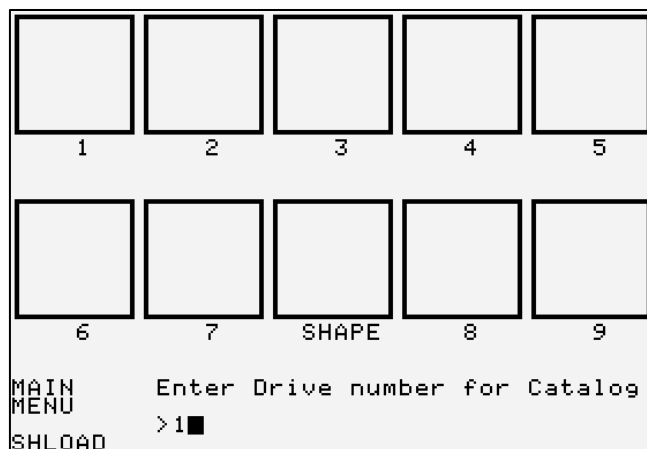 1 2 3 4 5
6 7 SHAPE 8 9
MAIN
MENU
Enter Drive number for Catalog
>1
SHLOAD